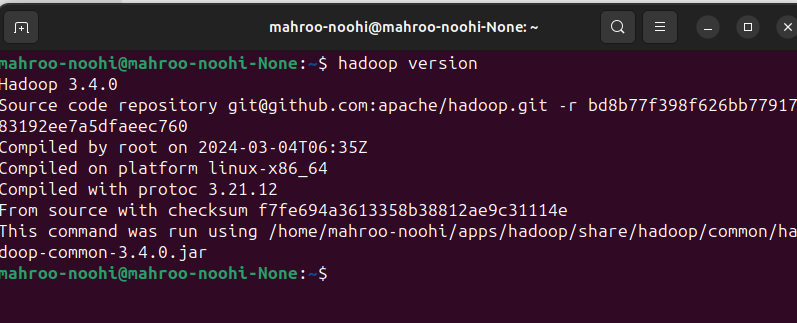 mahroo-noohi@mahroo-noohi-None: ~
mahroo-noohi@mahroo-noohi-None:~$ hadoop version
Hadoop 3.4.0
Source code repository git@github.com:apache/hadoop.git -r bd8b77f398f626bb77917
83192ee7a5dfaeec760
Compiled by root on 2024-03-04T06:35Z
Compiled on platform linux-x86_64
Compiled with protoc 3.21.12
From source with checksum f7fe694a3613358b38812ae9c31114e
This command was run using /home/mahroo-noohi/apps/hadoop/share/hadoop/common/ha
doop-common-3.4.0.jar
mahroo-noohi@mahroo-noohi-None:~$